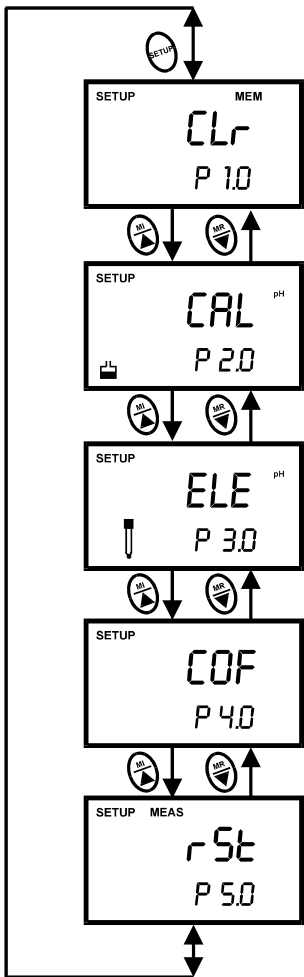 SETUP
SETUP MEM
CLr
P 1.0
MI MR
SETUP
CAL pH
P 2.0
MI MR
SETUP
ELE pH
P 3.0
MI MR
SETUP
COF
P 4.0
MI MR
SETUP MEAS
rSt
P 5.0